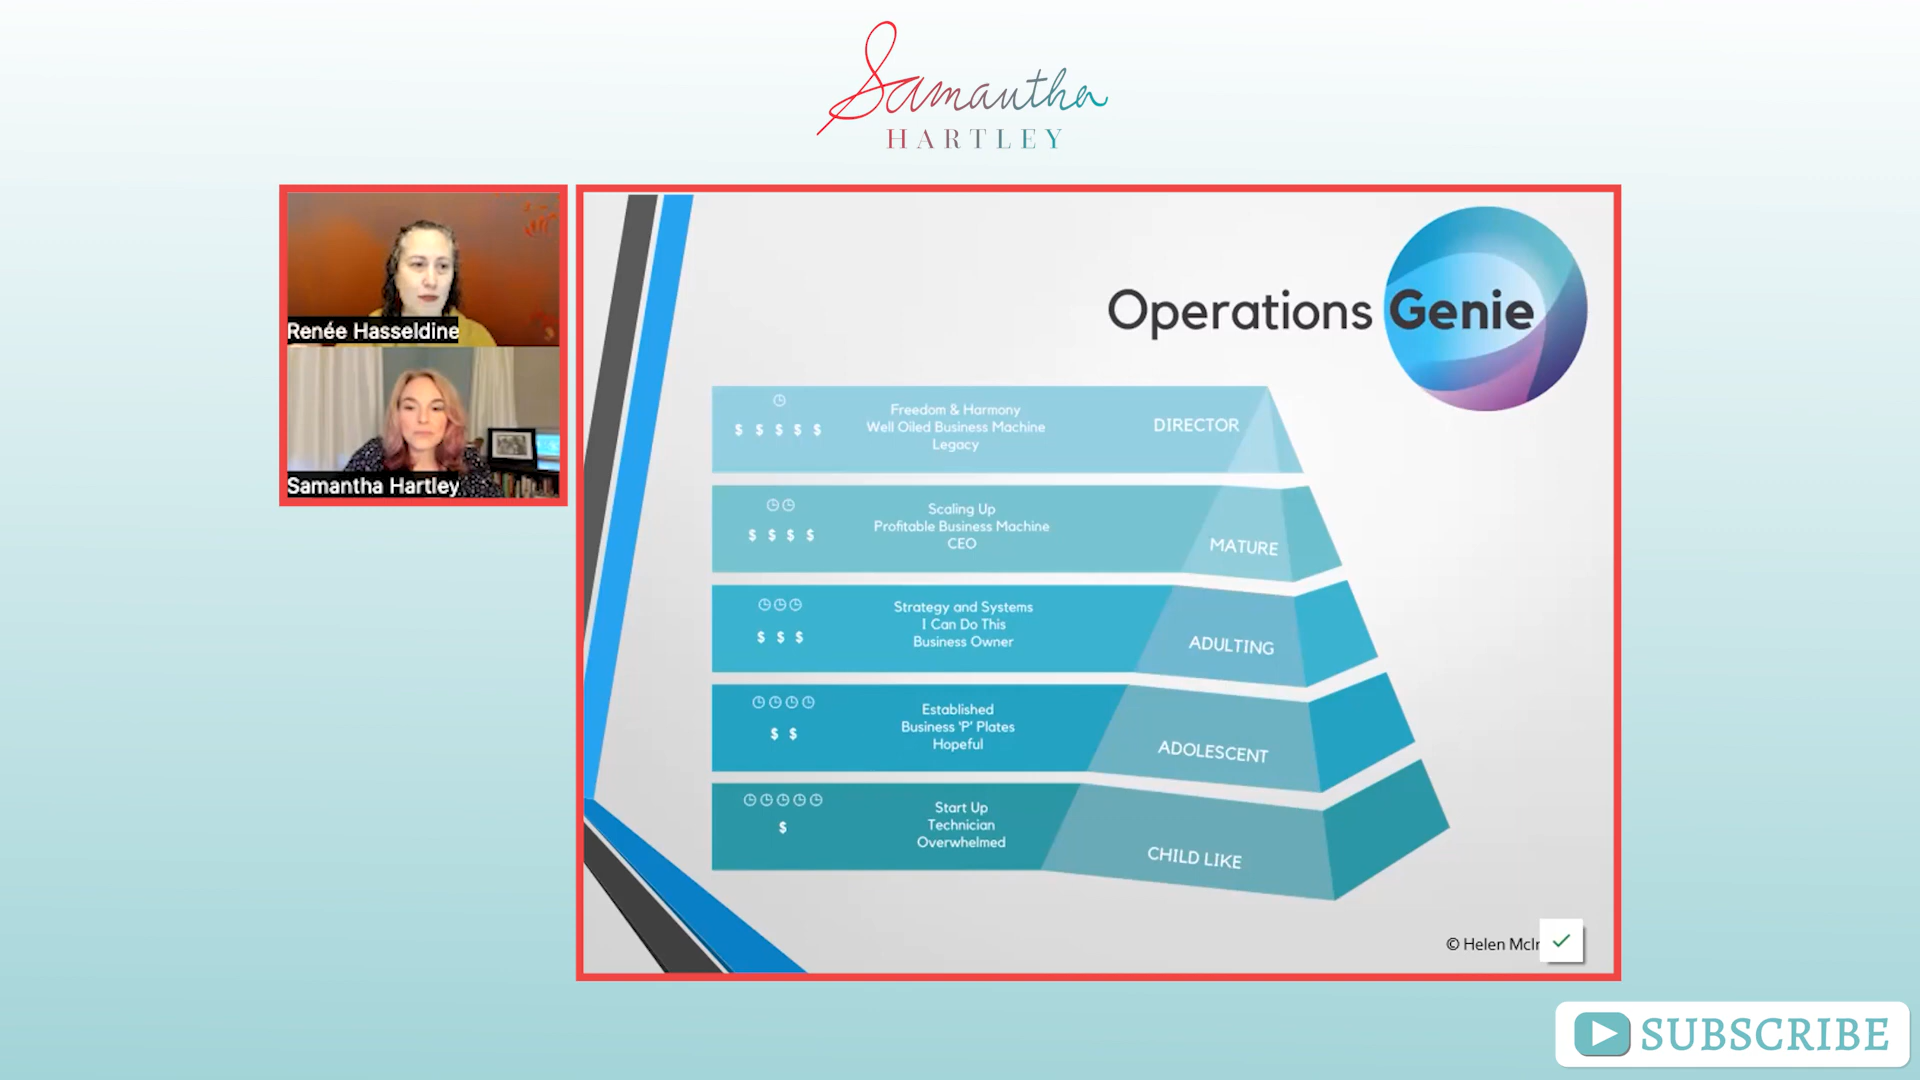 Samantha
HARTLEY
Renée Hasseldine
Samantha Hartley
Operations Genie
$ $ $ $ $
Freedom & Harmony
Well Oiled Business Machine
Legacy
DIRECTOR
$ $ $ $
Scaling Up
Profitable Business Machine
CEO
MATURE
$ $ $
Strategy and Systems
I Can Do This
Business Owner
ADULTING
$ $
Established
Business 'P' Plates
Hopeful
ADOLESCENT
$
Start Up
Technician
Overwhelmed
CHILD LIKE
© Helen
SUBSCRIBE